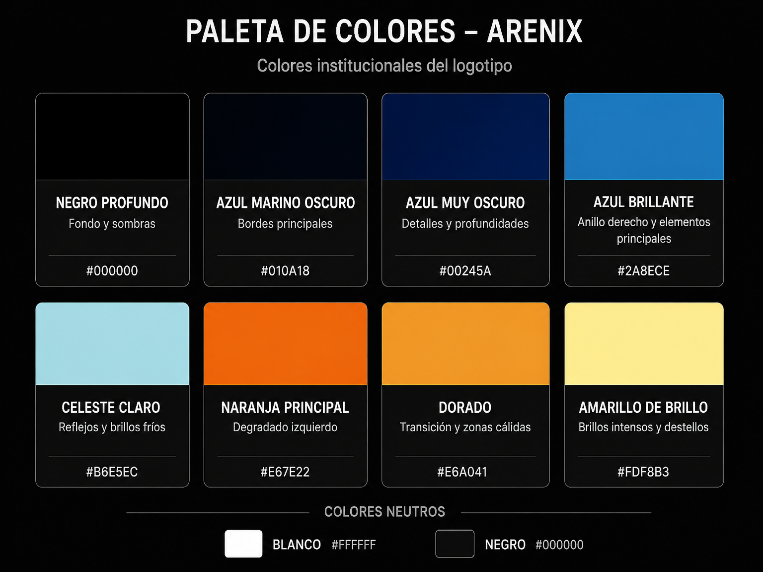 PALETA DE COLORES – ARENIX
Colores institucionales del logotipo
NEGRO PROFUNDO
Fondo y sombras
#000000
AZUL MARINO OSCURO
Bordes principales
#010A18
AZUL MUY OSCURO
Detalles y profundidades
#00245A
AZUL BRILLANTE
Anillo derecho y elementos
principales
#2A8ECE
CELESTE CLARO
Reflejos y brillos fríos
#B6E5EC
NARANJA PRINCIPAL
Degradado izquierdo
#E67E22
DORADO
Transición y zonas cálidas
#E6A041
AMARILLO DE BRILLO
Brillos intensos y destellos
#FDF8B3
COLORES NEUTROS
BLANCO #FFFFFF
NEGRO #000000